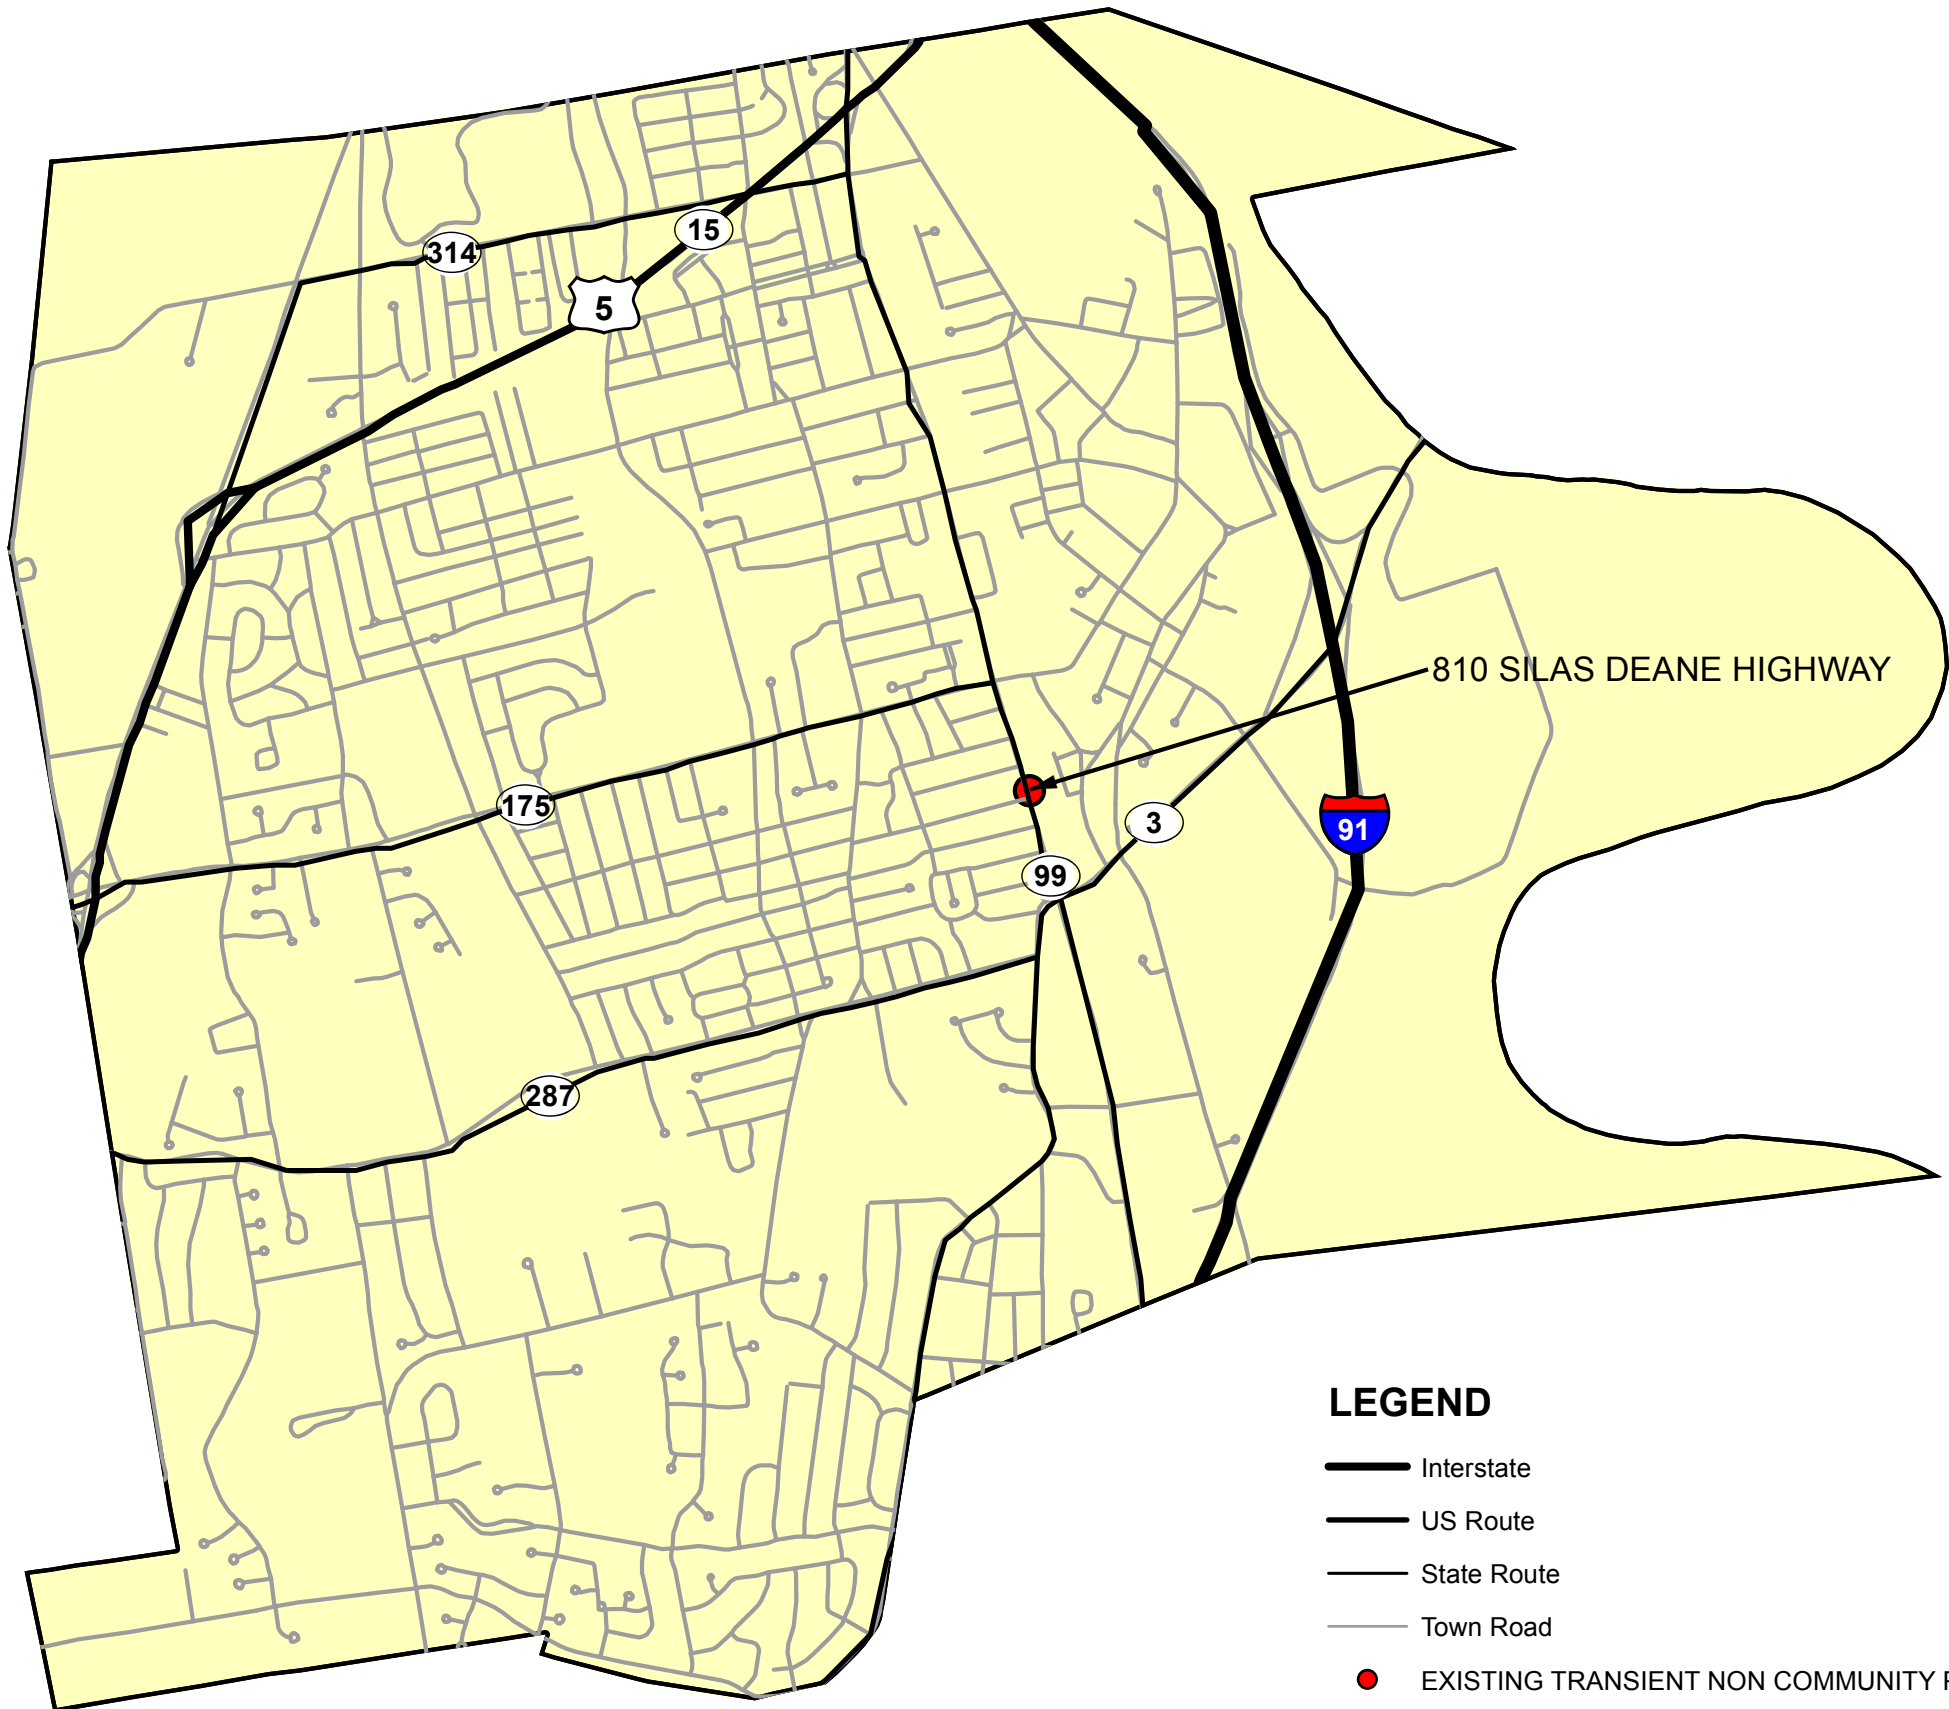 15
314
5
810 SILAS DEANE HIGHWAY
175
3
91
99
287
LEGEND
Interstate
US Route
State Route
Town Road
EXISTING TRANSIENT NON COMMUNITY